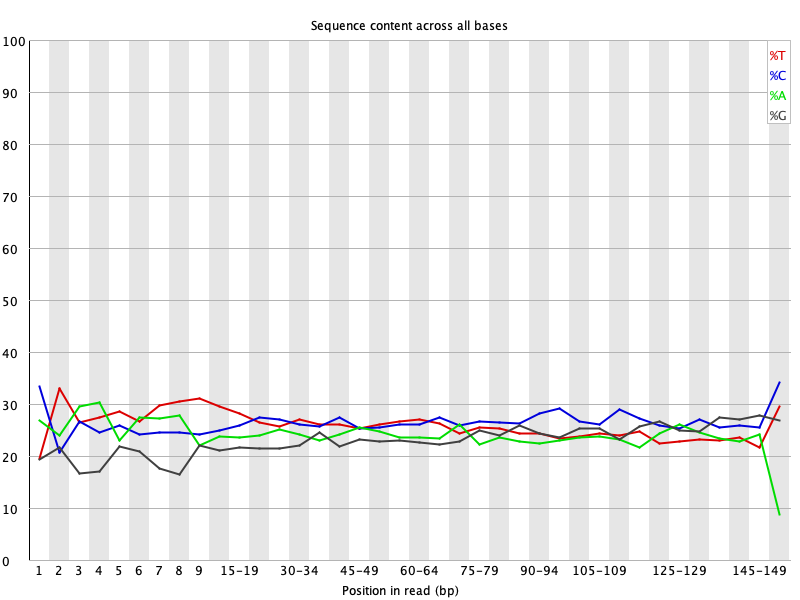 Sequence content across all bases
100
90
80
70
60
50
40
30
20
10
0
%T
%C
%A
%G
1 2 3 4 5 6 7 8 9 15-19 30-34 45-49 60-64 75-79 90-94 105-109 125-129 145-149
Position in read (bp)